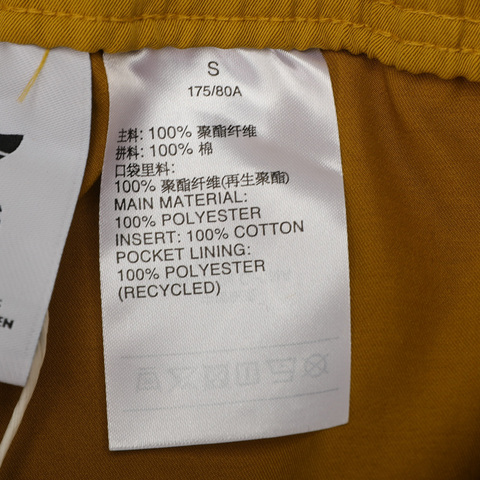 S
175/80A
主料: 100% 聚酯纤维
拼料: 100% 棉
口袋里料:
100% 聚酯纤维(再生聚酯)
MAIN MATERIAL:
100% POLYESTER
INSERT: 100% COTTON
POCKET LINING:
100% POLYESTER
(RECYCLED)
EN